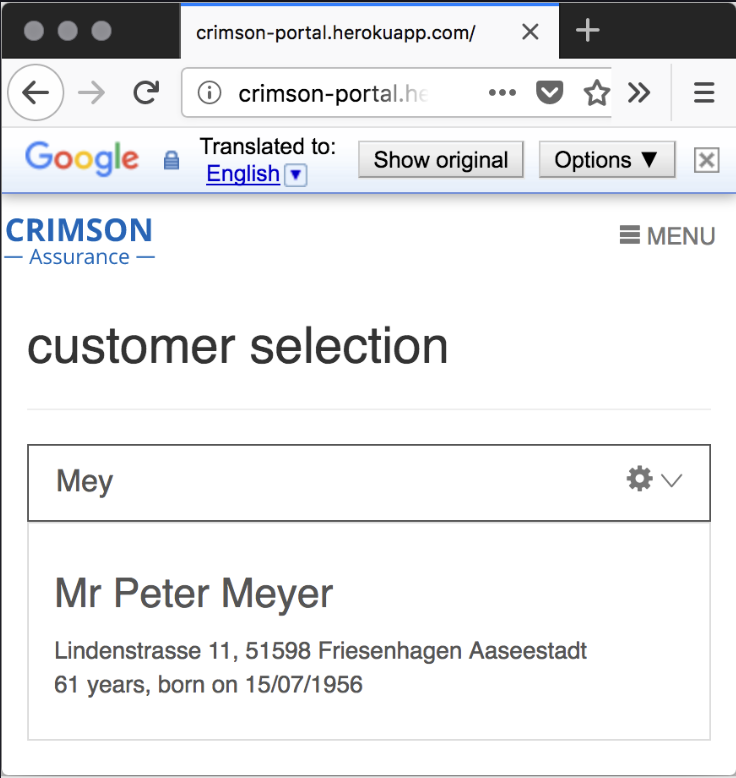 crimson-portal.herokuapp.com/
crimson-portal.he
Google Translated to: Show original Options ▼
English ▼
CRIMSON
— Assurance —
MENU
customer selection
Mey
Mr Peter Meyer
Lindenstrasse 11, 51598 Friesenhagen Aaseestadt
61 years, born on 15/07/1956